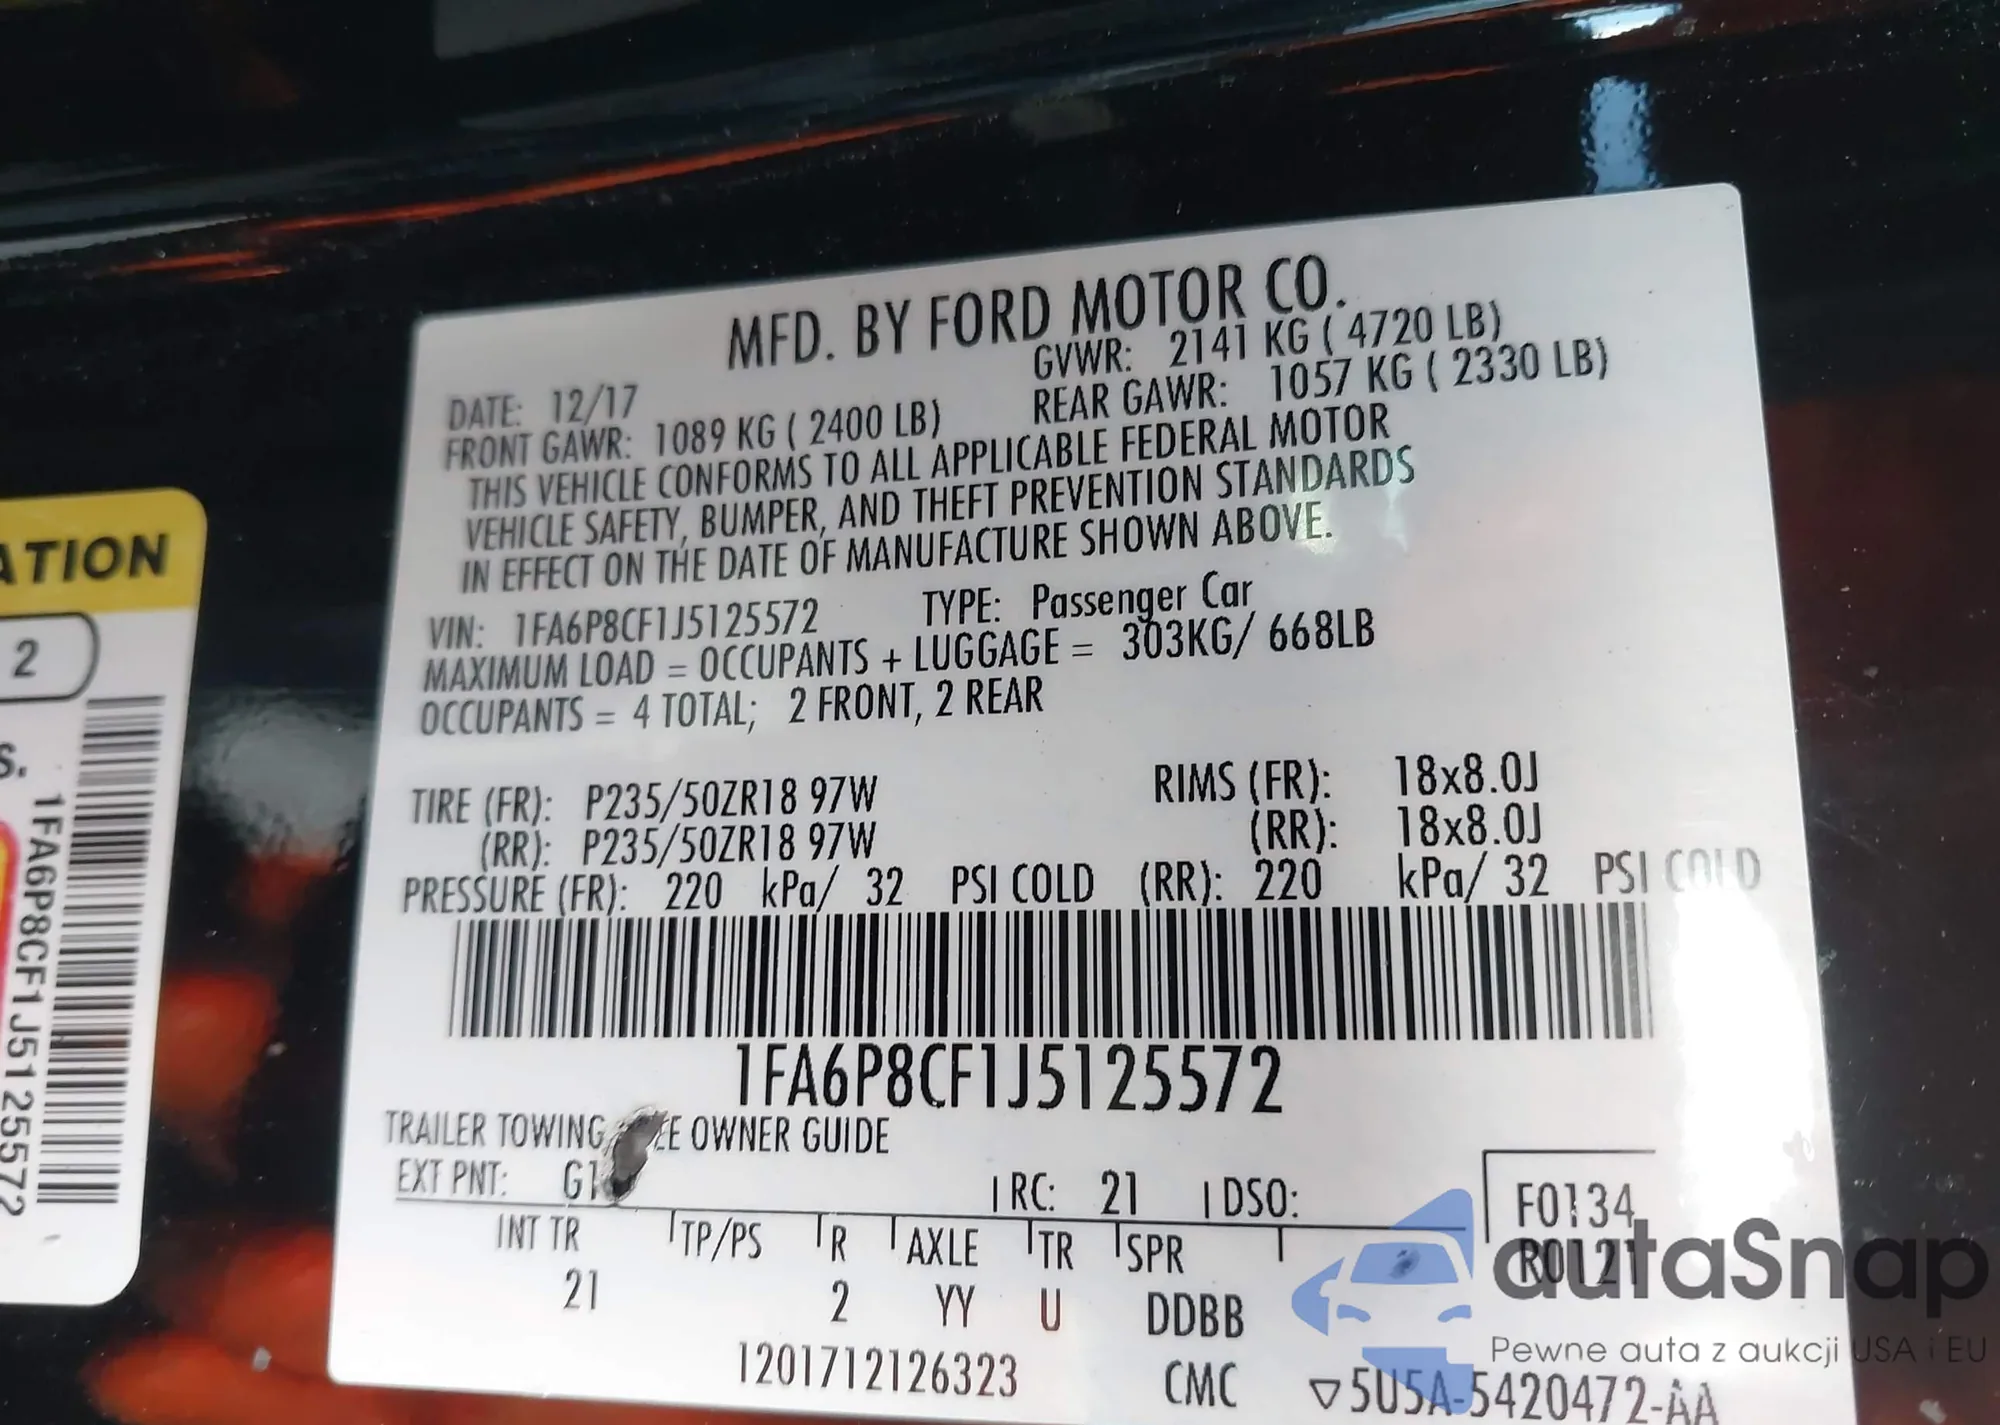 MFD. BY FORD MOTOR CO.
DATE: 12/17 GVWR: 2141 KG ( 4720 LB)
FRONT GAWR: 1089 KG ( 2400 LB) REAR GAWR: 1057 KG ( 2330 LB)
THIS VEHICLE CONFORMS TO ALL APPLICABLE FEDERAL MOTOR
VEHICLE SAFETY, BUMPER, AND THEFT PREVENTION STANDARDS
IN EFFECT ON THE DATE OF MANUFACTURE SHOWN ABOVE.
VIN: 1FA6P8CF1J5125572 TYPE: Passenger Car
MAXIMUM LOAD = OCCUPANTS + LUGGAGE = 303KG/ 668LB
OCCUPANTS = 4 TOTAL; 2 FRONT, 2 REAR
TIRE (FR): P235/50ZR18 97W RIMS (FR): 18x8.0J
(RR): P235/50ZR18 97W (RR): 18x8.0J
PRESSURE (FR): 220 kPa/ 32 PSI COLD (RR): 220 kPa/ 32 PSI COLD
1FA6P8CF1J5125572
TRAILER TOWING OWNER GUIDE
EXT PNT: RC: 21 DSO:
F0134
R0121
INT TR TP/PS R AXLE TR SPR
21 2 YY U DDBB
1201712126323 CMC ▽5U5A-5420472-AA
ATION
2
S.
1FA6P8CF1J5125572
autaSnap
Pewne auta z aukcji USA i EU